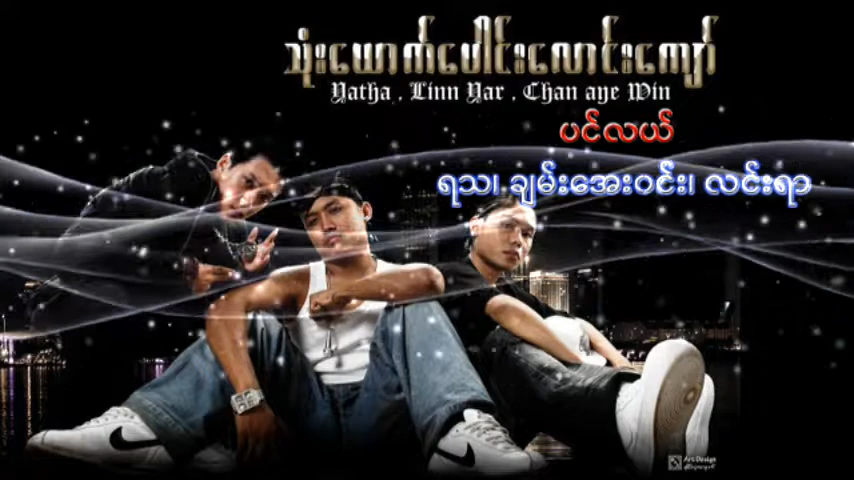 သုံးယောက်ပေါင်းလောင်းကျော်
Yatha , Linn Yar , Chan aye Win
ပင်လယ်
ရသ၊ ချမ်းအေးဝင်း၊ လင်းရာ
Art Design